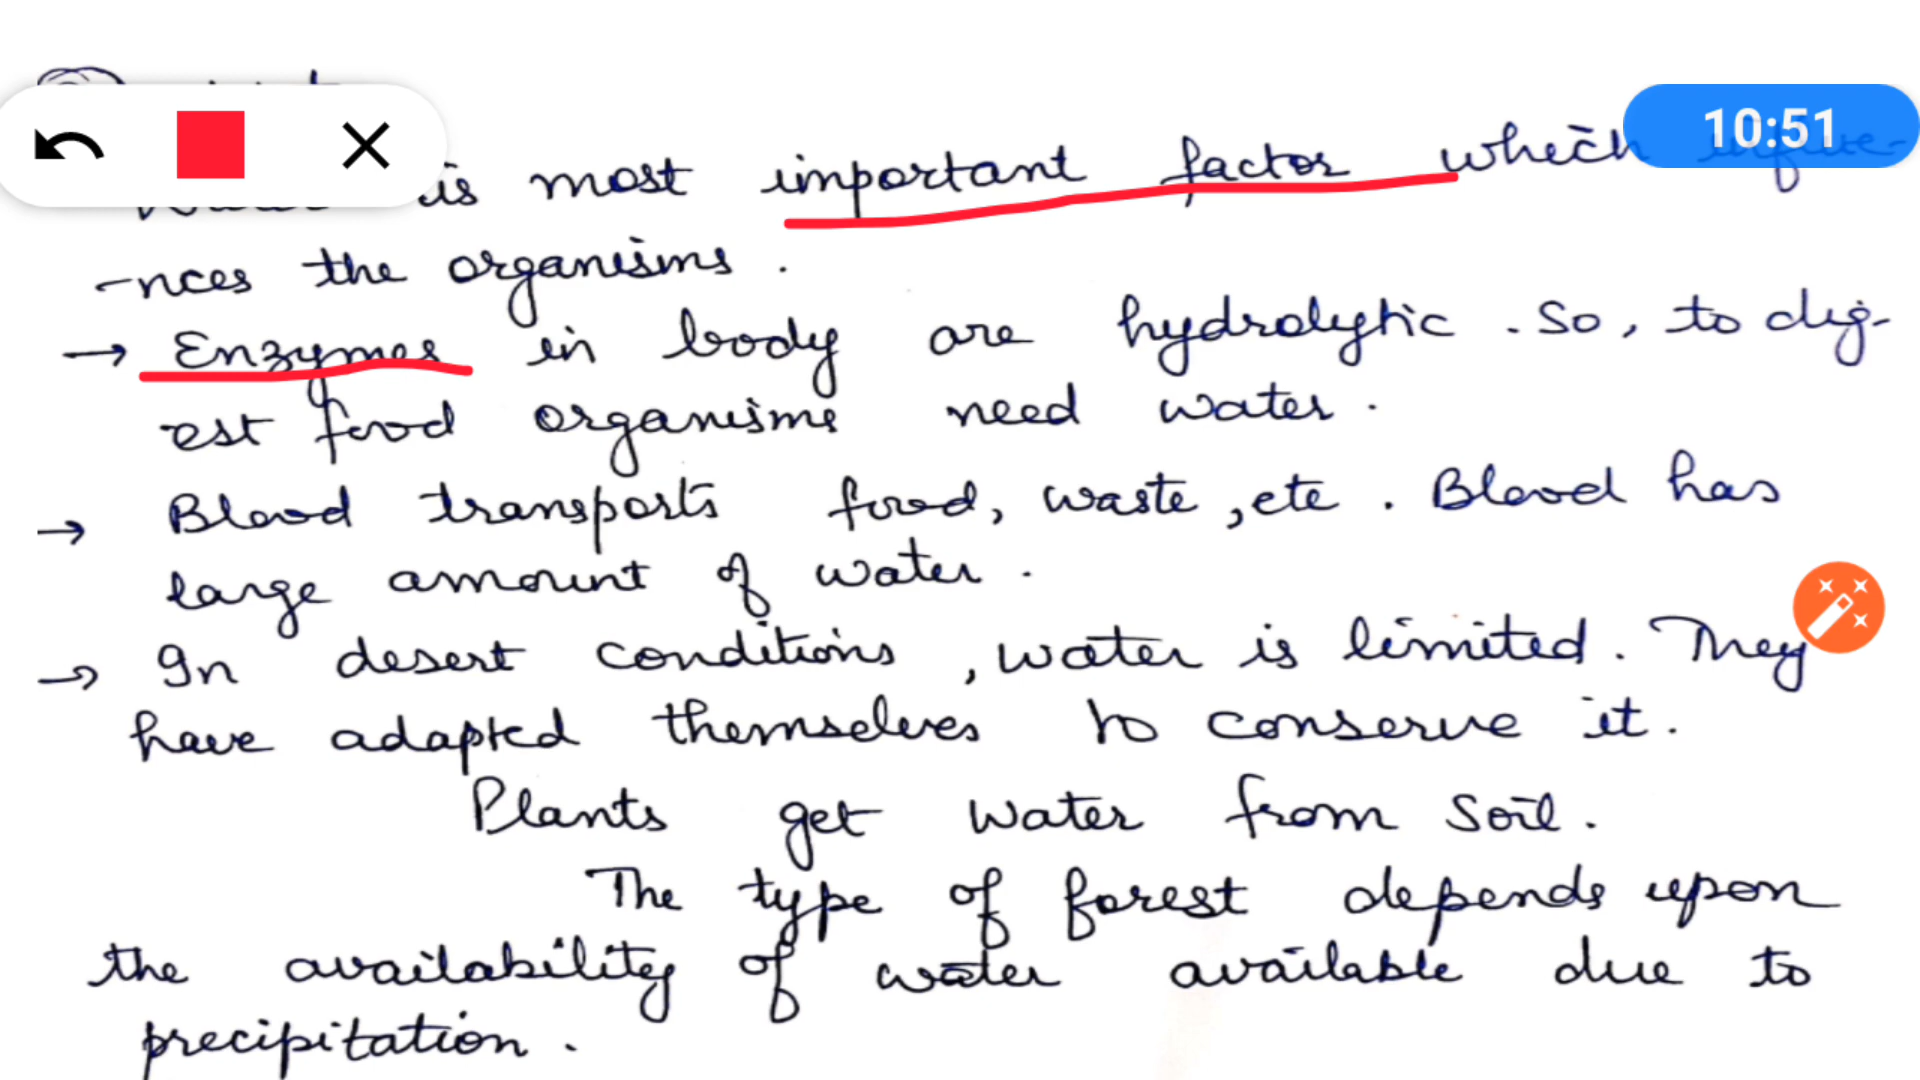 10:51
is most important factor which influe-
-nces the organisms.
→ Enzymes in body are hydrolytic. So, to dig-
est food organisms need water.
→ Blood transports food, waste, etc. Blood has
large amount of water.
→ In desert conditions, water is limited. They
have adapted themselves to conserve it.
Plants get water from soil.
The type of forest depends upon
the availability of water available due to
precipitation.